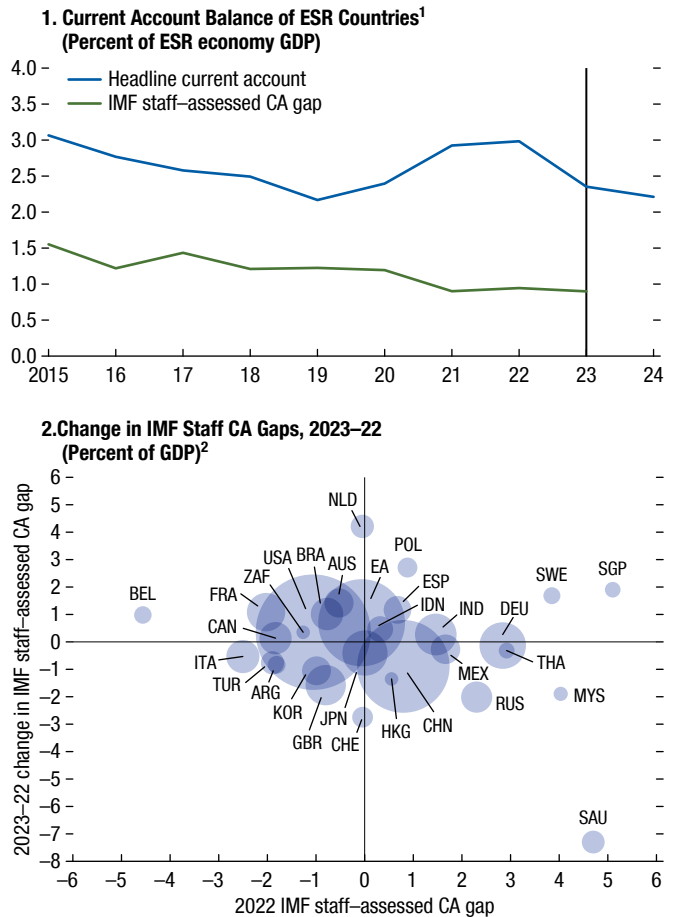 1. Current Account Balance of ESR Countries1
(Percent of ESR economy GDP)
4.0
Headline current account
3.5
IMF staff–assessed CA gap
3.0
2.5
2.0
1.5
1.0
0.5
0.0
2015 16 17 18 19 20 21 22 23 24
2.Change in IMF Staff CA Gaps, 2023–22
(Percent of GDP)2
2023–22 change in IMF staff–assessed CA gap
6
5
4
3
2
1
0
–1
–2
–3
–4
–5
–6
–7
–8
NLD
POL
USA BRA AUS EA
ZAF
ESP
SWE SGP
BEL
FRA
IDN IND DEU
CAN
ITA
TUR
ARG
KOR
GBR
JPN
CHE
HKG
CHN
MEX
THA
RUS
MYS
SAU
–6 –5 –4 –3 –2 –1 0 1 2 3 4 5 6
2022 IMF staff–assessed CA gap